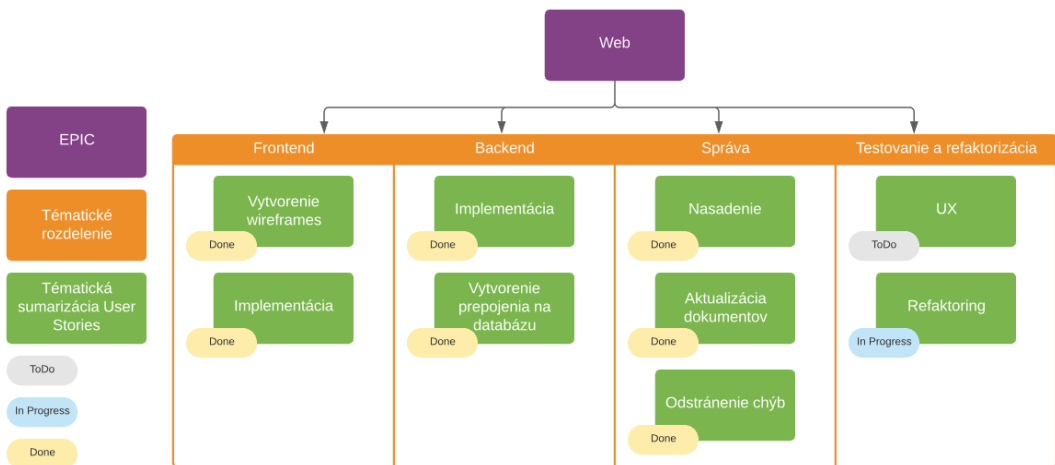 Web
EPIC
Tématické
rozdelenie
Tématická
sumarizácia User
Stories
ToDo
In Progress
Done
Frontend
Vytvorenie
wireframes
Done
Implementácia
Done
Backend
Implementácia
Done
Vytvorenie
prepojenia na
databázu
Done
Správa
Nasadenie
Done
Aktualizácia
dokumentov
Done
Odstránenie chýb
Done
Testovanie a refaktorizácia
UX
ToDo
Refaktoring
In Progress